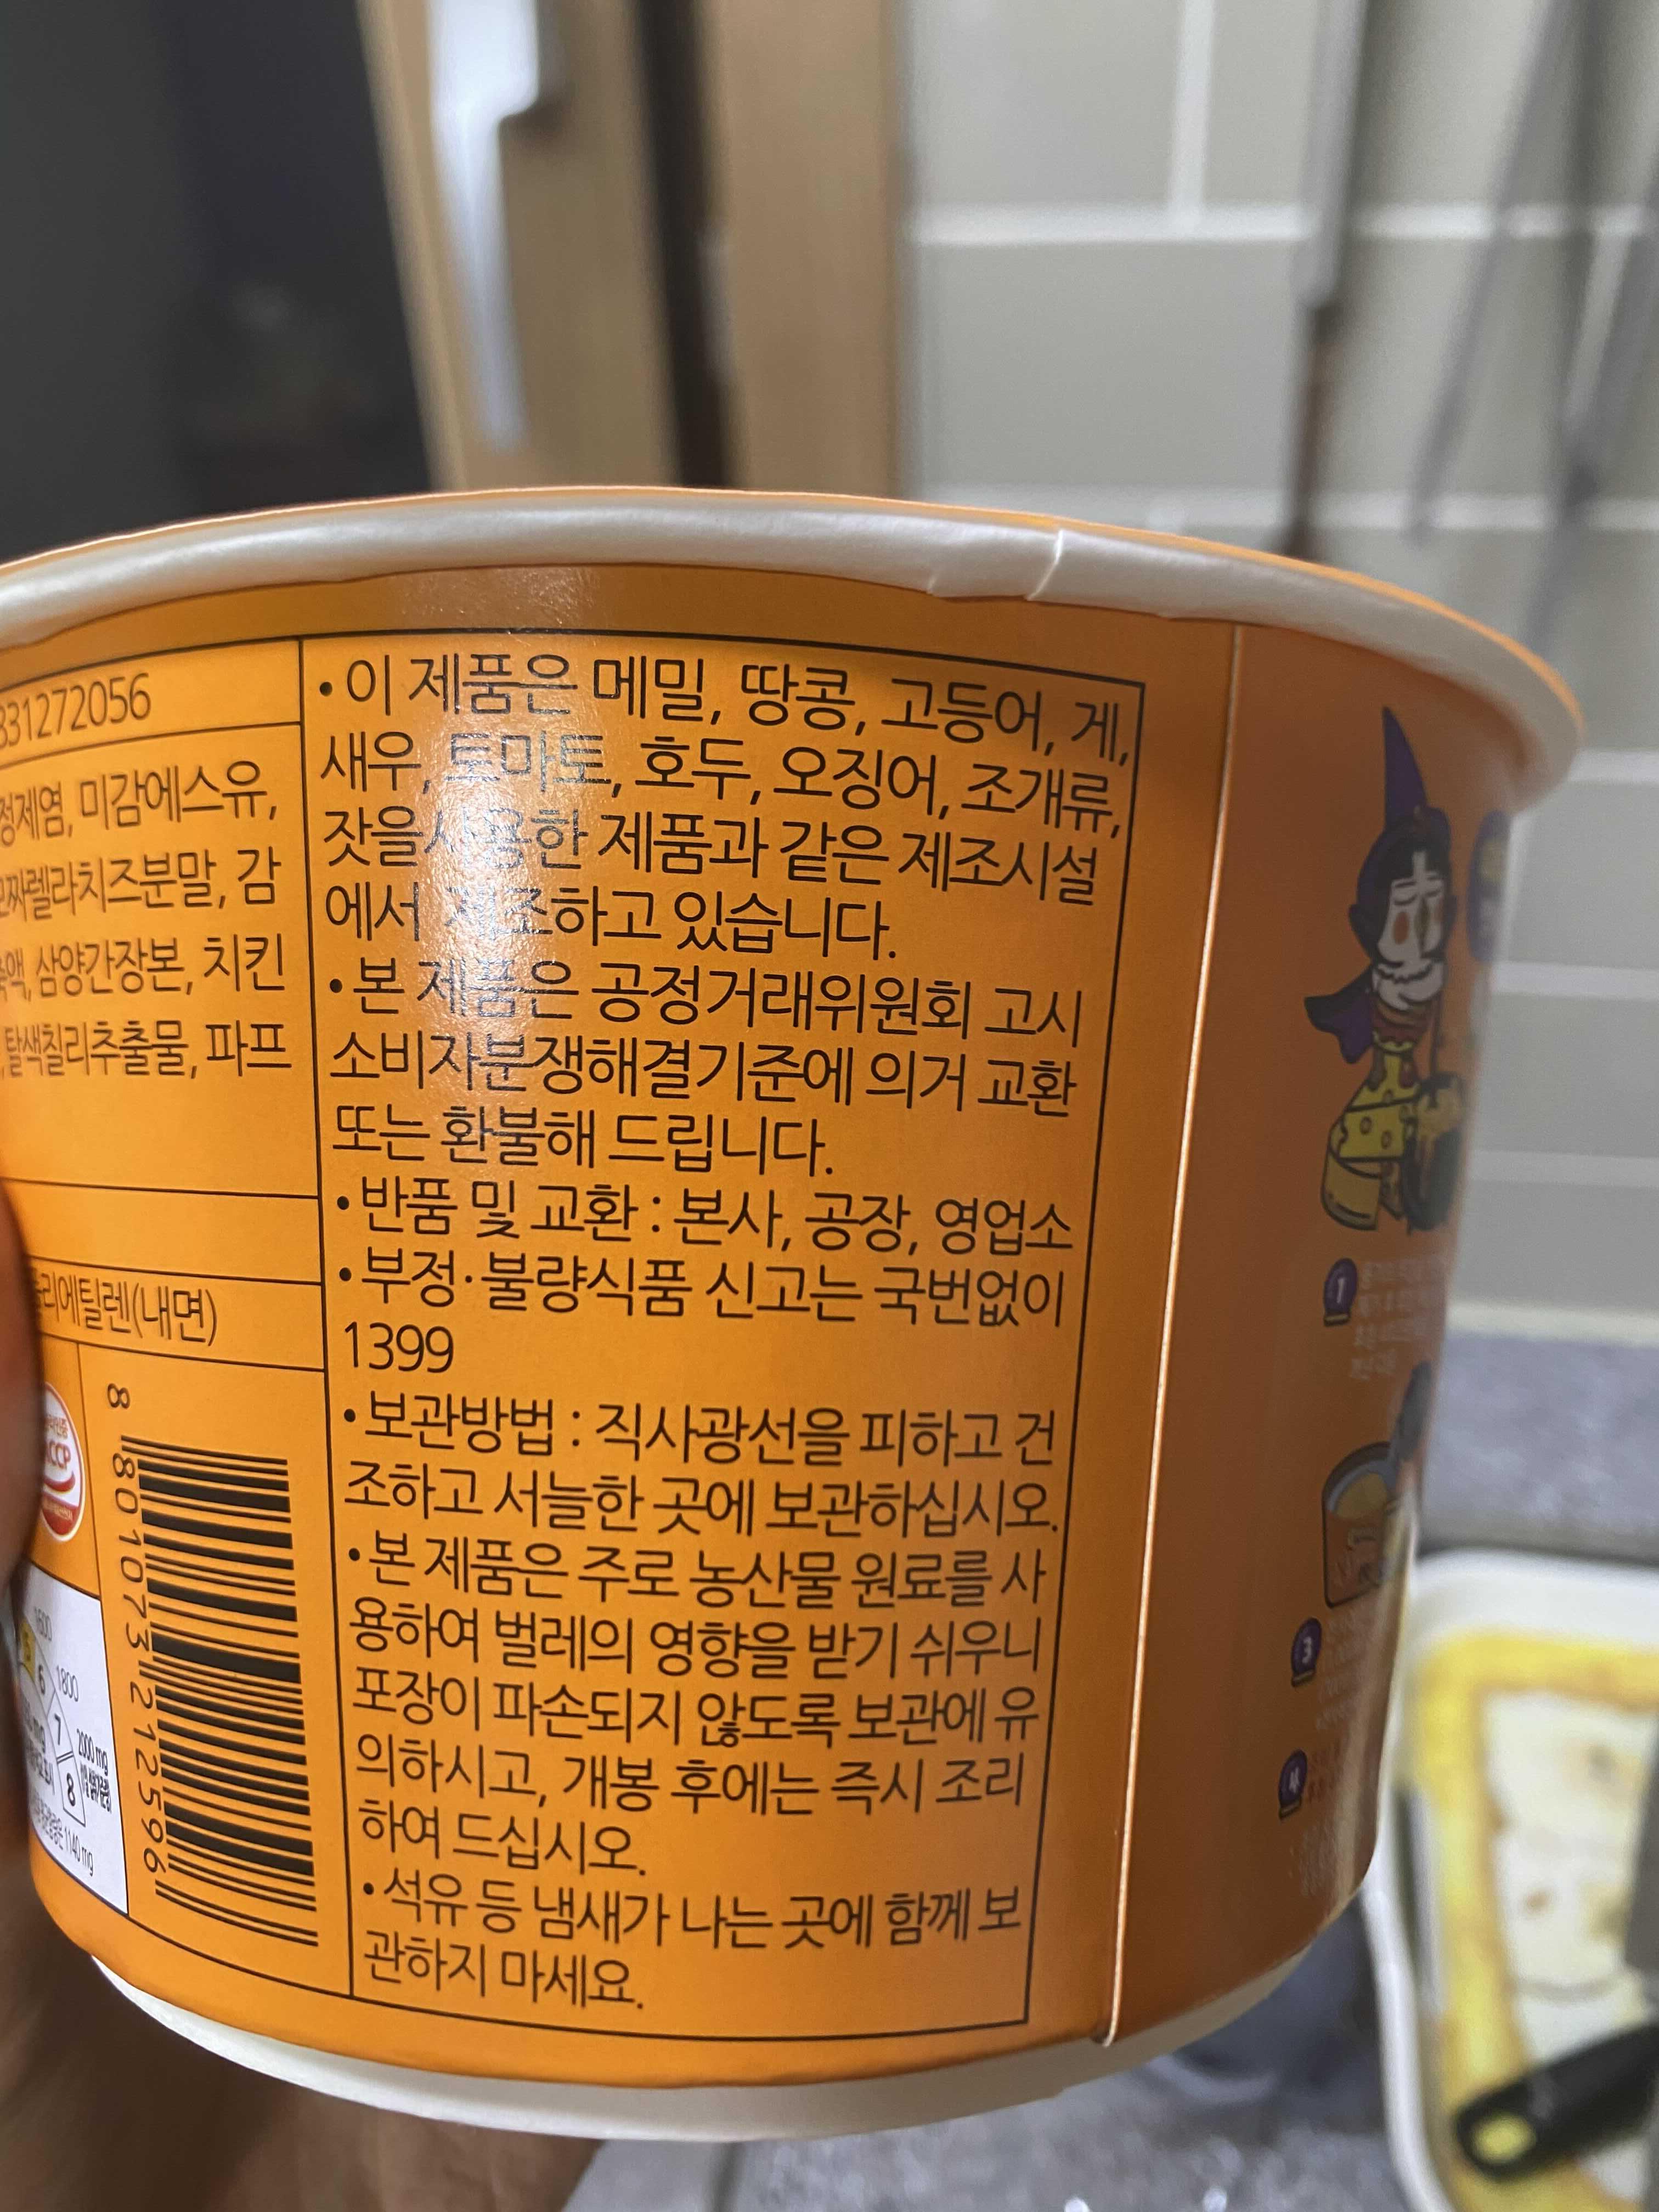 831272056
정제염, 미감에스유,
모짜렐라치즈분말, 감
삼양간장본, 치킨
탈색칠리추출물, 파프
폴리에틸렌(내면)
8 801073 212596
1600
1800
6
7
2000 mg
8
1140 mg
• 이 제품은 메밀, 땅콩, 고등어, 게,
새우, 토마토, 호두, 오징어, 조개류,
잣을 사용한 제품과 같은 제조시설
에서 제조하고 있습니다.
• 본 제품은 공정거래위원회 고시
소비자분쟁해결기준에 의거 교환
또는 환불해 드립니다.
• 반품 및 교환 : 본사, 공장, 영업소
• 부정·불량식품 신고는 국번없이
1399
• 보관방법 : 직사광선을 피하고 건
조하고 서늘한 곳에 보관하십시오.
• 본 제품은 주로 농산물 원료를 사
용하여 벌레의 영향을 받기 쉬우니
포장이 파손되지 않도록 보관에 유
의하시고, 개봉 후에는 즉시 조리
하여 드십시오.
• 석유 등 냄새가 나는 곳에 함께 보
관하지 마세요.
1
3
4